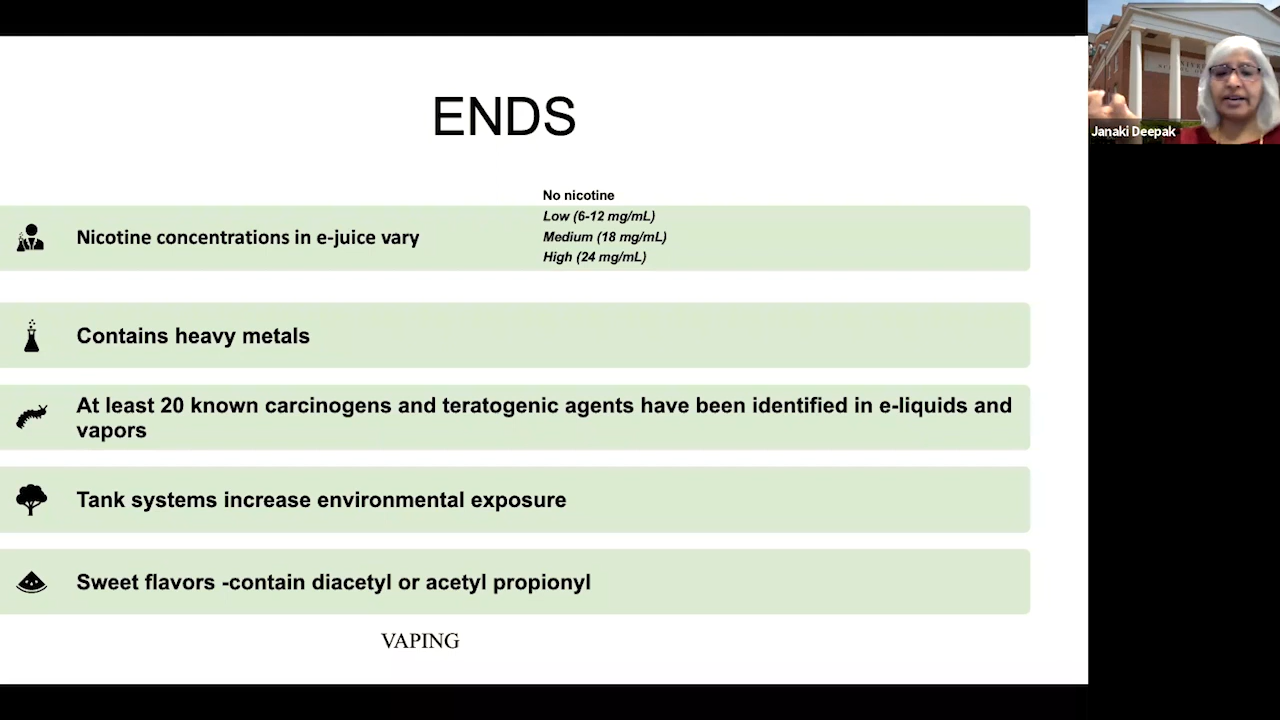 ENDS
No nicotine
Low (6-12 mg/mL)
Medium (18 mg/mL)
High (24 mg/mL)
Nicotine concentrations in e-juice vary
Contains heavy metals
At least 20 known carcinogens and teratogenic agents have been identified in e-liquids and
vapors
Tank systems increase environmental exposure
Sweet flavors -contain diacetyl or acetyl propionyl
VAPING
Janaki Deepak